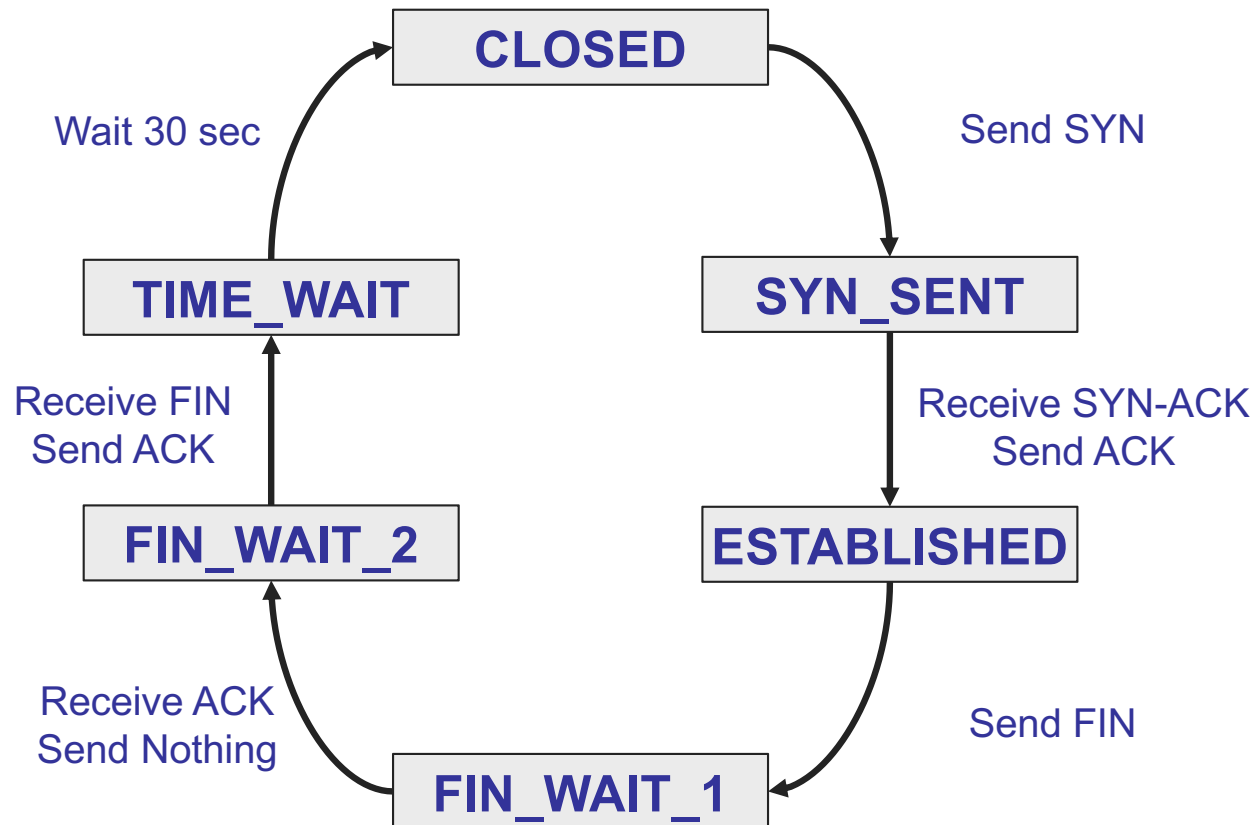 CLOSED
Wait 30 sec
Send SYN
TIME_WAIT
SYN_SENT
Receive FIN
Send ACK
Receive SYN-ACK
Send ACK
FIN_WAIT_2
ESTABLISHED
Receive ACK
Send Nothing
Send FIN
FIN_WAIT_1